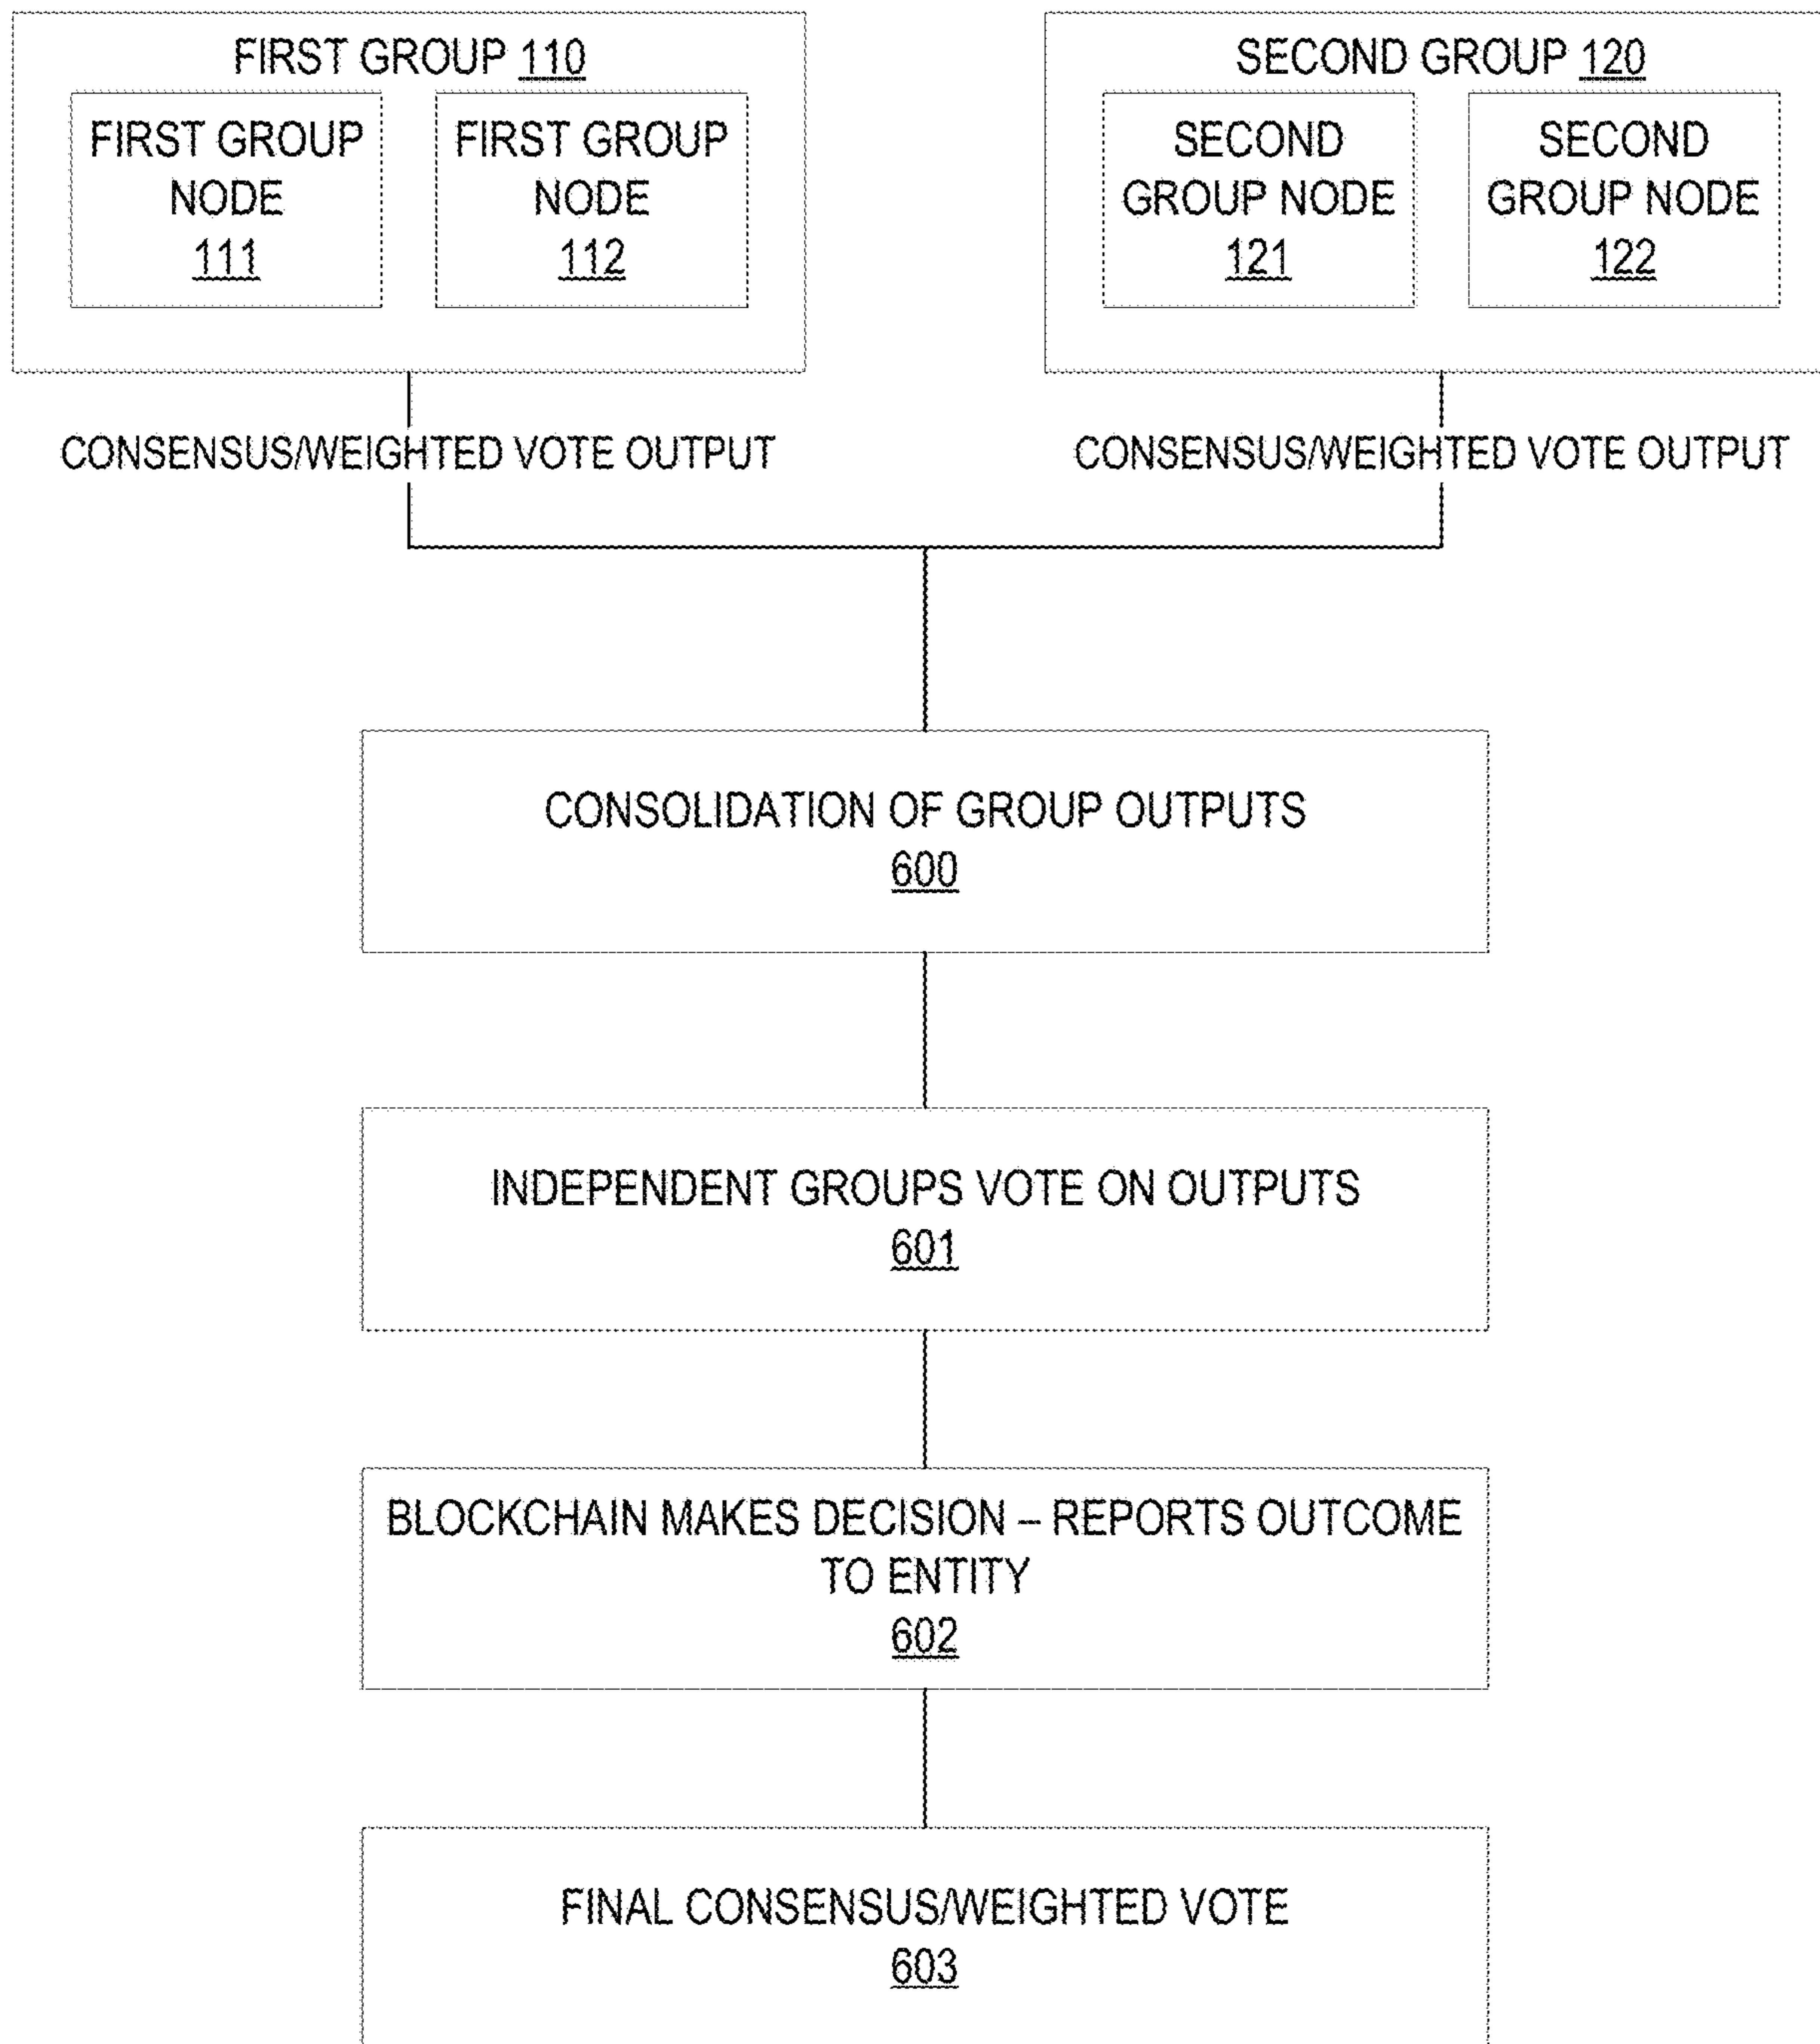 FIRST GROUP 110
FIRST GROUP
NODE
111
FIRST GROUP
NODE
112
SECOND GROUP 120
SECOND
GROUP NODE
121
SECOND
GROUP NODE
122
CONSENSUS/WEIGHTED VOTE OUTPUT
CONSENSUS/WEIGHTED VOTE OUTPUT
CONSOLIDATION OF GROUP OUTPUTS
600
INDEPENDENT GROUPS VOTE ON OUTPUTS
601
BLOCKCHAIN MAKES DECISION – REPORTS OUTCOME
TO ENTITY
602
FINAL CONSENSUS/WEIGHTED VOTE
603